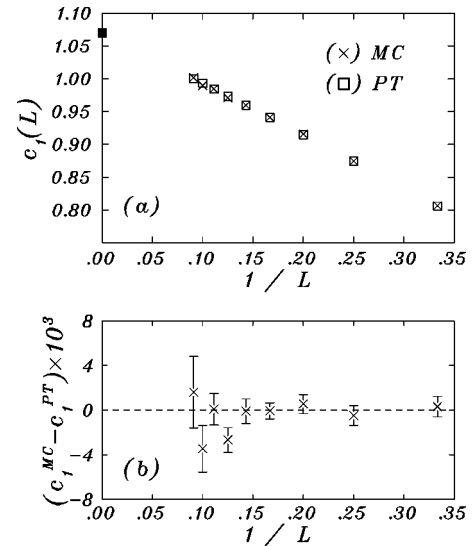 1.10
1.05
1.00
0.95
0.90
0.85
0.80
c₁(L)
(×) MC
(□) PT
(a)
.00 .05 .10 .15 .20 .25 .30 .35
1 / L
8
4
0
−4
−8
(c₁ᴹᶜ−c₁ᴾᵀ)×10³
(b)
.00 .05 .10 .15 .20 .25 .30 .35
1 / L